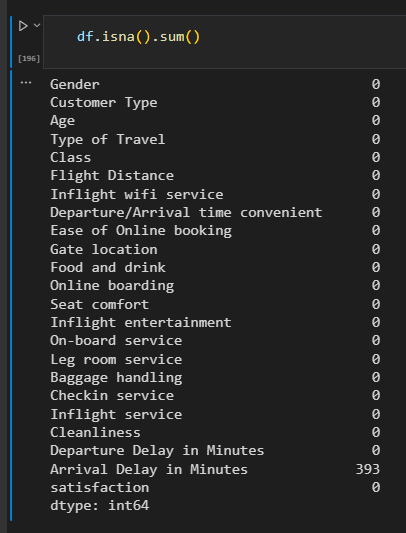 df.isna().sum()
[196]
...
Gender 0
Customer Type 0
Age 0
Type of Travel 0
Class 0
Flight Distance 0
Inflight wifi service 0
Departure/Arrival time convenient 0
Ease of Online booking 0
Gate location 0
Food and drink 0
Online boarding 0
Seat comfort 0
Inflight entertainment 0
On-board service 0
Leg room service 0
Baggage handling 0
Checkin service 0
Inflight service 0
Cleanliness 0
Departure Delay in Minutes 0
Arrival Delay in Minutes 393
satisfaction 0
dtype: int64